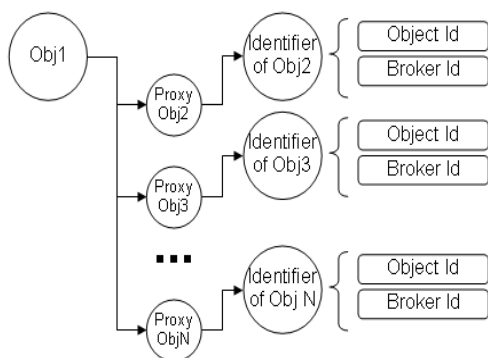 Obj1
Proxy
Obj2
Identifier
of Obj2
Object Id
Broker Id
Proxy
Obj3
Identifier
of Obj3
Object Id
Broker Id
Proxy
ObjN
Identifier
of Obj N
Object Id
Broker Id